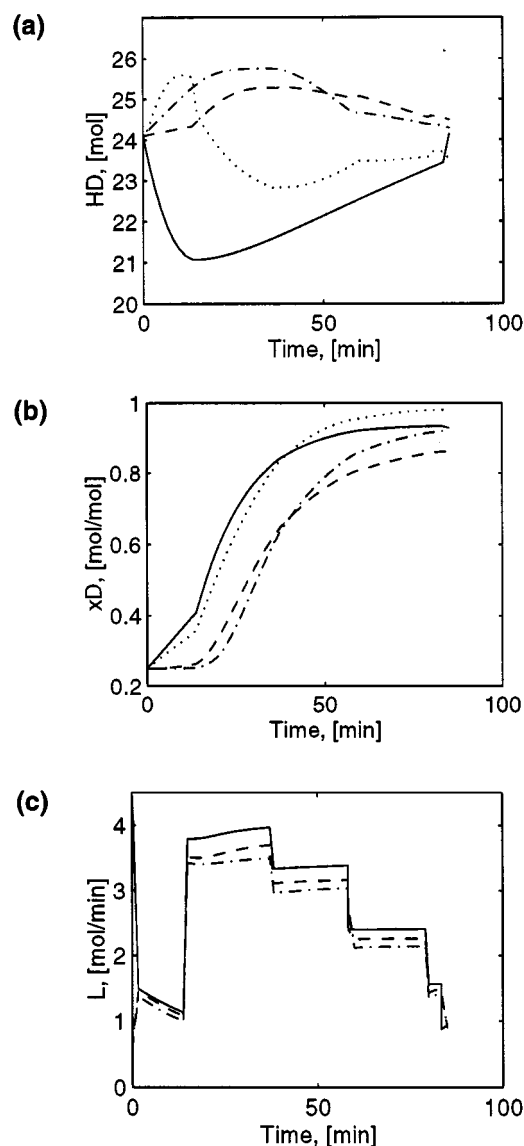 (a)
26
25
24
23
22
21
20
HD, [mol]
0
50
100
Time, [min]
(b)
1
0.8
0.6
0.4
0.2
xD, [mol/mol]
0
50
100
Time, [min]
(c)
4
3
2
1
0
L, [mol/min]
0
50
100
Time, [min]